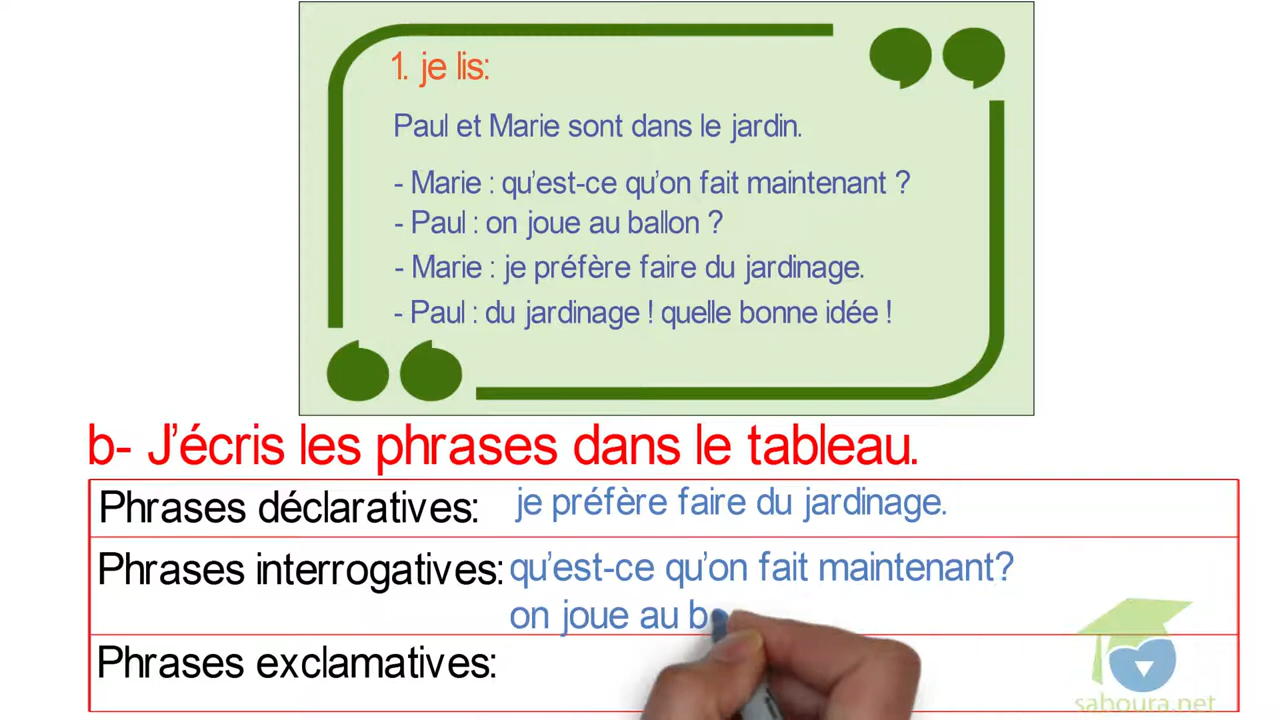 1. je lis:
Paul et Marie sont dans le jardin.
- Marie : qu'est-ce qu'on fait maintenant ?
- Paul : on joue au ballon ?
- Marie : je préfère faire du jardinage.
- Paul : du jardinage ! quelle bonne idée !
b- J'écris les phrases dans le tableau.
Phrases déclaratives: je préfère faire du jardinage.
Phrases interrogatives: qu'est-ce qu'on fait maintenant?
on joue au b
Phrases exclamatives:
saboura.net